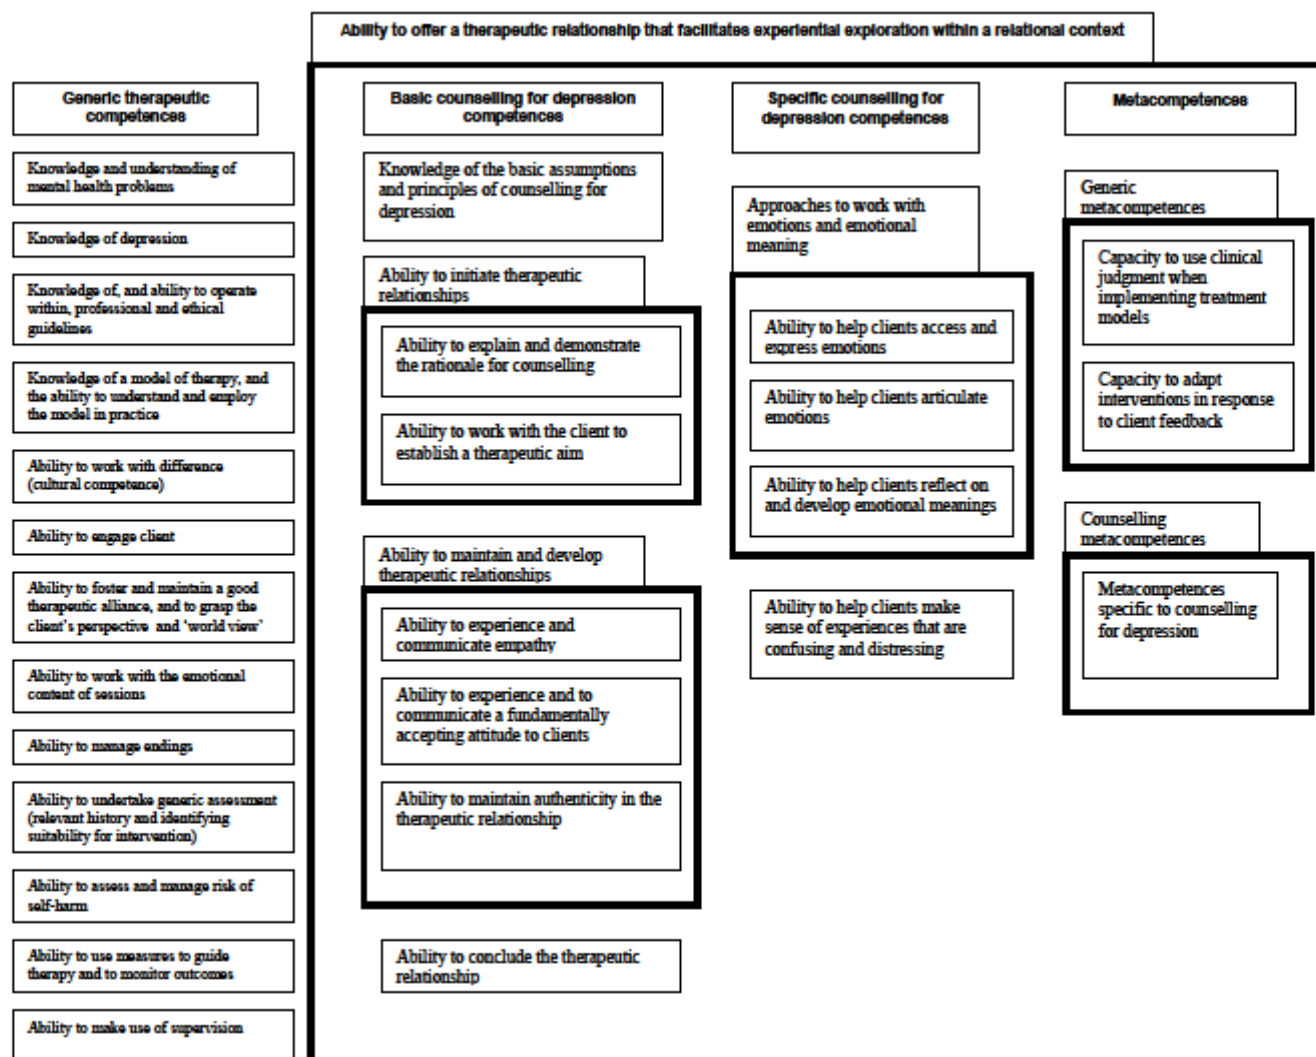 Ability to offer a therapeutic relationship that facilitates experiential exploration within a relational context
Generic therapeutic
competences
Knowledge and understanding of
mental health problems
Knowledge of depression
Knowledge of, and ability to operate
within, professional and ethical
guidelines
Knowledge of a model of therapy, and
the ability to understand and employ
the model in practice
Ability to work with difference
(cultural competence)
Ability to engage client
Ability to foster and maintain a good
therapeutic alliance, and to grasp the
client's perspective and 'world view'
Ability to work with the emotional
content of sessions
Ability to manage endings
Ability to undertake generic assessment
(relevant history and identifying
suitability for intervention)
Ability to assess and manage risk of
self-harm
Ability to use measures to guide
therapy and to monitor outcomes
Ability to make use of supervision
Basic counselling for depression
competences
Knowledge of the basic assumptions
and principles of counselling for
depression
Ability to initiate therapeutic
relationships
Ability to explain and demonstrate
the rationale for counselling
Ability to work with the client to
establish a therapeutic aim
Ability to maintain and develop
therapeutic relationships
Ability to experience and
communicate empathy
Ability to experience and to
communicate a fundamentally
accepting attitude to clients
Ability to maintain authenticity in the
therapeutic relationship
Ability to conclude the therapeutic
relationship
Specific counselling for
depression competences
Approaches to work with
emotions and emotional
meaning
Ability to help clients access and
express emotions
Ability to help clients articulate
emotions
Ability to help clients reflect on
and develop emotional meanings
Ability to help clients make
sense of experiences that are
confusing and distressing
Metacompetences
Generic
metacompetences
Capacity to use clinical
judgment when
implementing treatment
models
Capacity to adapt
interventions in response
to client feedback
Counselling
metacompetences
Metacompetences
specific to counselling
for depression